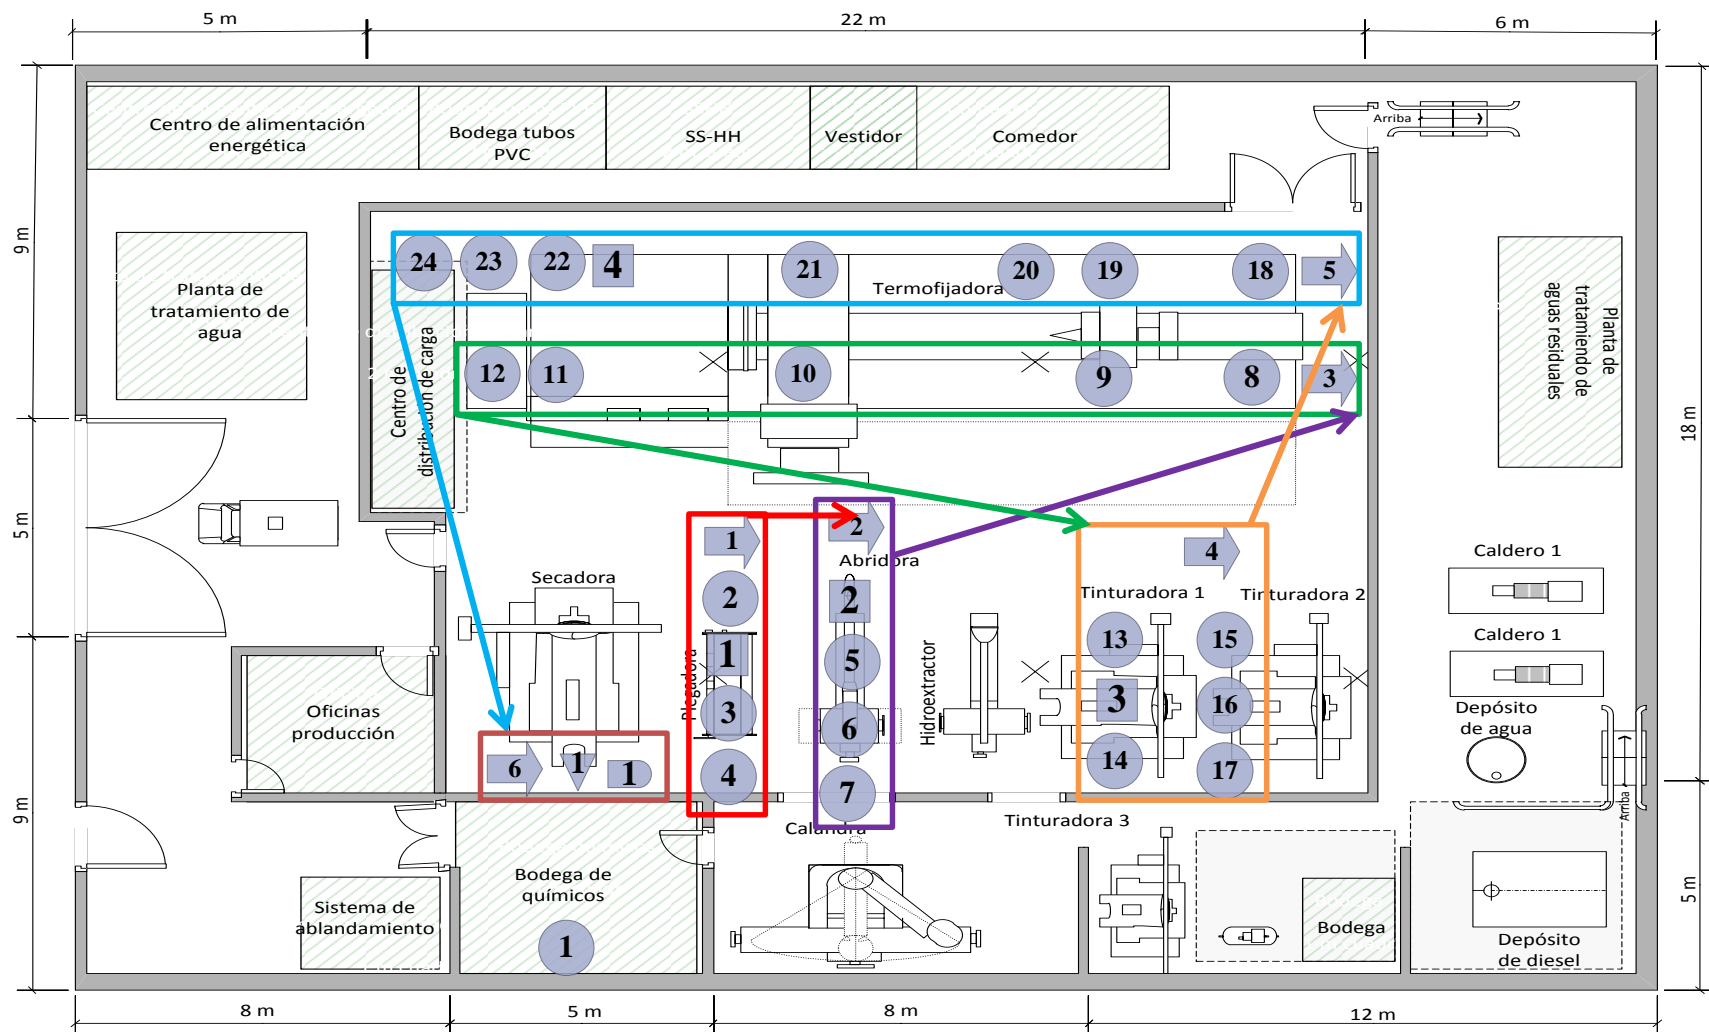 5 m
22 m
6 m
Centro de alimentación
energética
Bodega tubos
PVC
SS-HH
Vestidor
Comedor
Arriba
9 m
24
23
22
4
21
20
19
18
5
Termofijadora
Planta de
tratamiento de
agua
Planta de
tratamiendo de
aguas residuales
Centro de
distribución de carga
12
11
10
9
8
3
18 m
5 m
1
2
Abridora
4
Secadora
2
2
Tinturadora 1
Tinturadora 2
Caldero 1
Plegadora
1
5
Hidroextractor
13
15
Caldero 1
3
6
3
16
Oficinas
producción
Depósito
de agua
6
1
1
4
7
14
17
Arriba
9 m
5 m
Calandra
Tinturadora 3
Bodega de
químicos
Sistema de
ablandamiento
1
Bodega
Depósito
de diesel
8 m
5 m
8 m
12 m